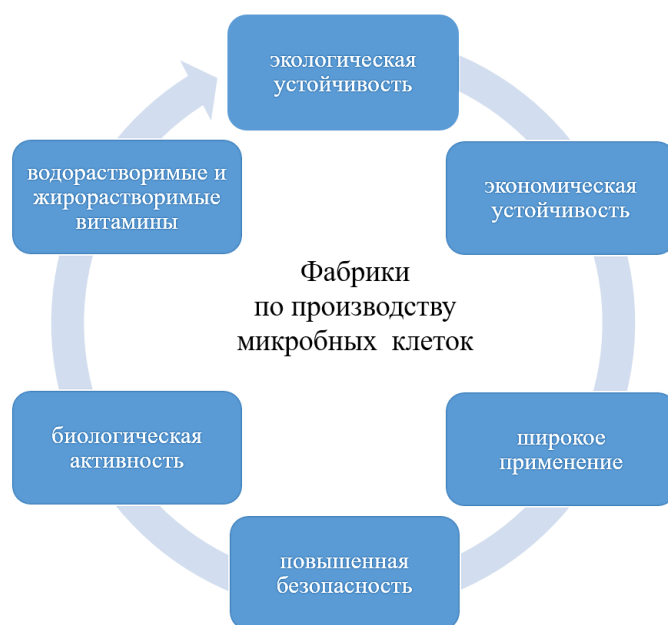 экологическая
устойчивость
экономическая
устойчивость
широкое
применение
повышенная
безопасность
биологическая
активность
водорастворимые и
жирорастворимые
витамины
Фабрики
по производству
микробных клеток